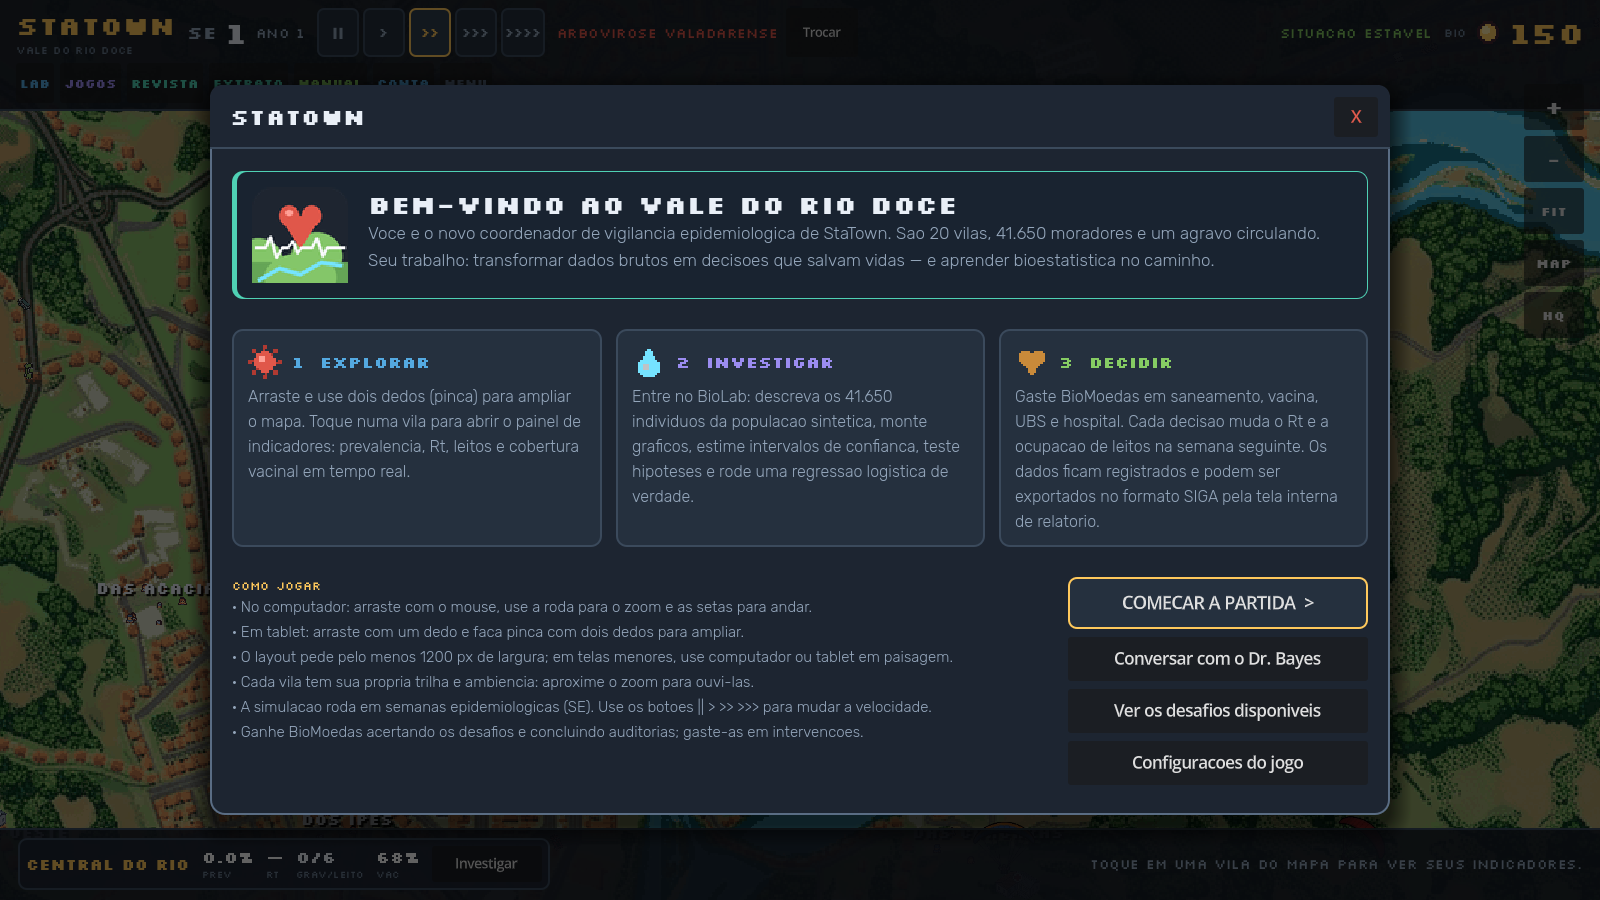 STATOWN
VALE DO RIO DOCE
SE 1 ANO 1
|| > >> >>> >>>>
ARBOVIROSE VALADARENSE
Trocar
SITUACAO ESTAVEL
BIO 150
LAB JOGOS REVISTA EXTRATO MANUAL CONTA MENU
STATOWN
X
BEM-VINDO AO VALE DO RIO DOCE
Voce e o novo coordenador de vigilancia epidemiologica de StaTown. Sao 20 vilas, 41.650 moradores e um agravo circulando.
Seu trabalho: transformar dados brutos em decisoes que salvam vidas — e aprender bioestatistica no caminho.
1 EXPLORAR
Arraste e use dois dedos (pinca) para ampliar
o mapa. Toque numa vila para abrir o painel de
indicadores: prevalencia, Rt, leitos e cobertura
vacinal em tempo real.
2 INVESTIGAR
Entre no BioLab: descreva os 41.650
individuos da populacao sintetica, monte
graficos, estime intervalos de confianca, teste
hipoteses e rode uma regressao logistica de
verdade.
3 DECIDIR
Gaste BioMoedas em saneamento, vacina,
UBS e hospital. Cada decisao muda o Rt e a
ocupacao de leitos na semana seguinte. Os
dados ficam registrados e podem ser
exportados no formato SIGA pela tela interna
de relatorio.
COMO JOGAR
• No computador: arraste com o mouse, use a roda para o zoom e as setas para andar.
• Em tablet: arraste com um dedo e faca pinca com dois dedos para ampliar.
• O layout pede pelo menos 1200 px de largura; em telas menores, use computador ou tablet em paisagem.
• Cada vila tem sua propria trilha e ambiencia: aproxime o zoom para ouvi-las.
• A simulacao roda em semanas epidemiologicas (SE). Use os botoes || > >> >>> para mudar a velocidade.
• Ganhe BioMoedas acertando os desafios e concluindo auditorias; gaste-as em intervencoes.
COMECAR A PARTIDA >
Conversar com o Dr. Bayes
Ver os desafios disponiveis
Configuracoes do jogo
+
-
FIT
MAP
HQ
DOS IPES
CENTRAL DO RIO
0.0% — 0/6 68%
PREV RT GRAV/LEITO VAC
Investigar
TOQUE EM UMA VILA DO MAPA PARA VER SEUS INDICADORES.